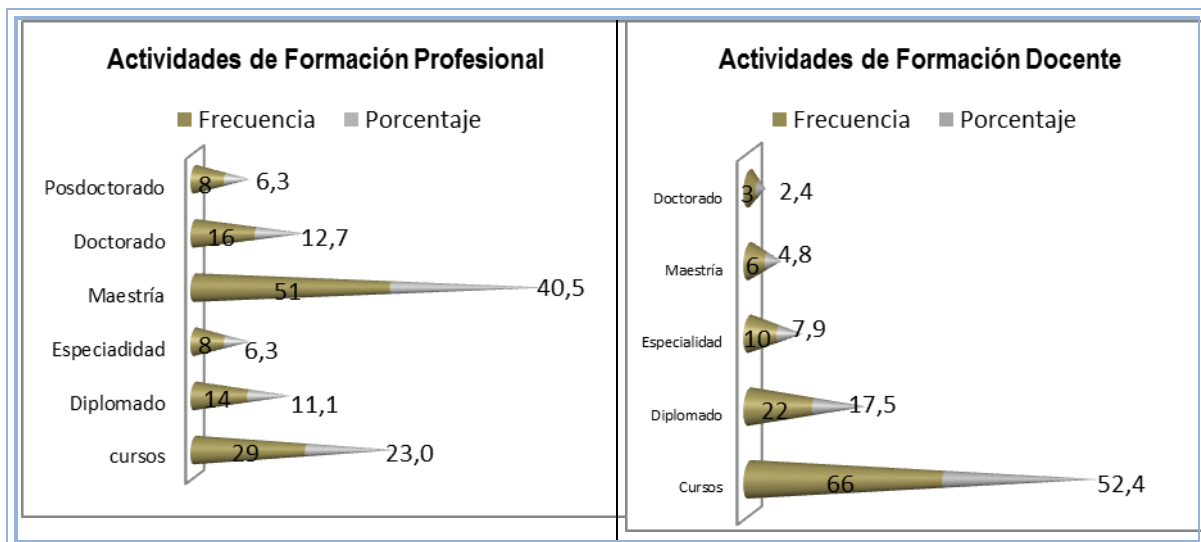 Actividades de Formación Profesional
Frecuencia Porcentaje
Posdoctorado 8 6,3
Doctorado 16 12,7
Maestría 51 40,5
Especiadidad 8 6,3
Diplomado 14 11,1
cursos 29 23,0
Actividades de Formación Docente
Frecuencia Porcentaje
Doctorado 3 2,4
Maestría 6 4,8
Especialidad 10 7,9
Diplomado 22 17,5
Cursos 66 52,4